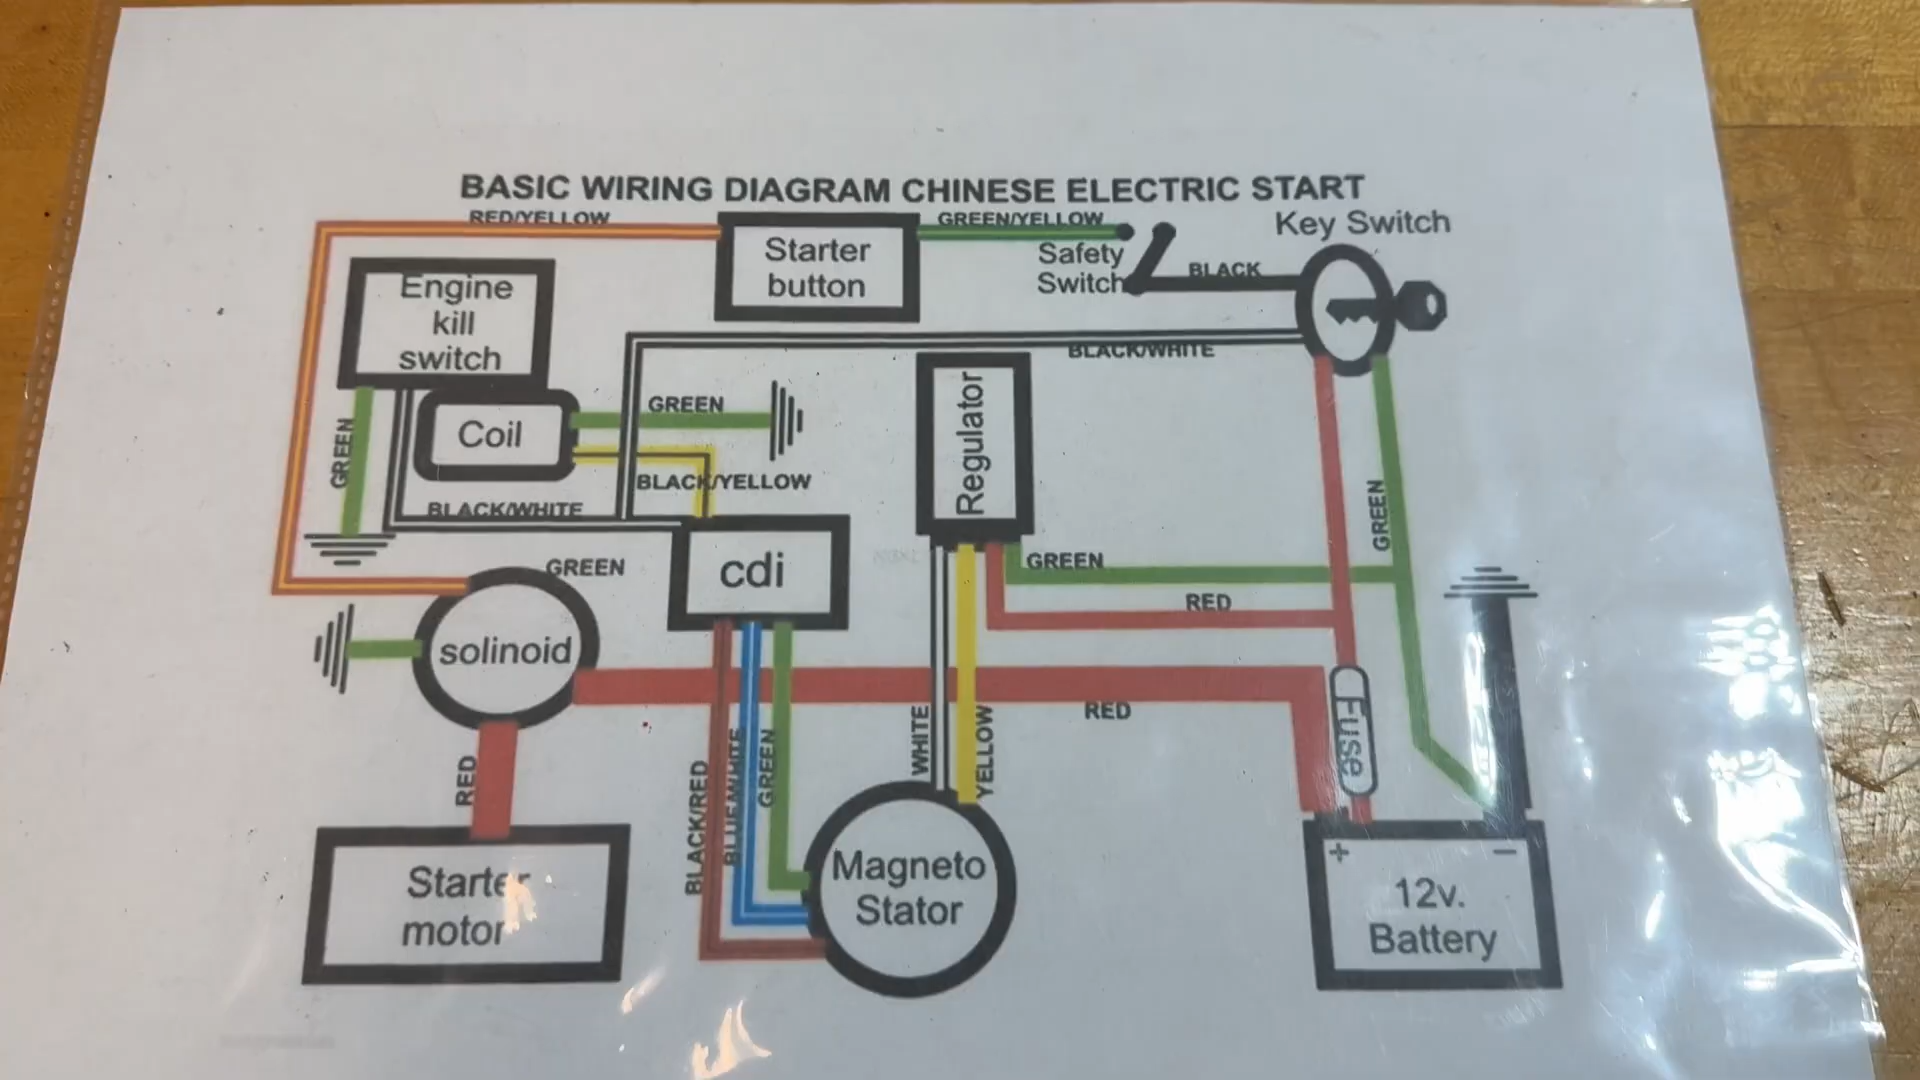 BASIC WIRING DIAGRAM CHINESE ELECTRIC START
RED/YELLOW
GREEN/YELLOW
Key Switch
Starter
button
Safety
Switch
BLACK
Engine
kill
switch
BLACK/WHITE
Regulator
GREEN
Coil
GREEN
BLACK/YELLOW
BLACK/WHITE
GREEN
GREEN
cdi
GREEN
RED
solinoid
RED
Fuse
RED
BLACK/RED
BLUE/WHITE
GREEN
WHITE
YELLOW
Starter
motor
Magneto
Stator
+
−
12v.
Battery